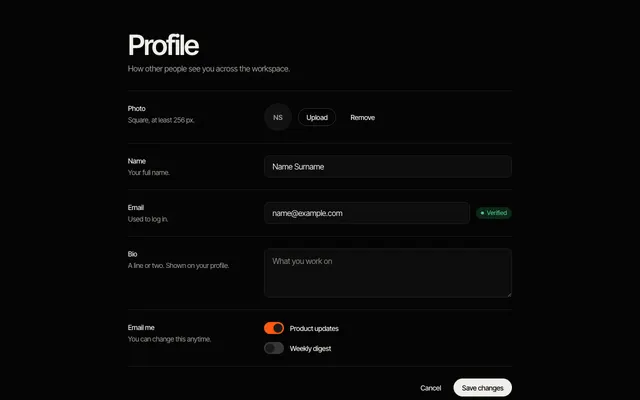 Profile
How other people see you across the workspace.
Photo
Square, at least 256 px.
NS
Upload
Remove
Name
Your full name.
Name Surname
Email
Used to log in.
name@example.com
Verified
Bio
A line or two. Shown on your profile.
What you work on
Email me
You can change this anytime.
Product updates
Weekly digest
Cancel
Save changes